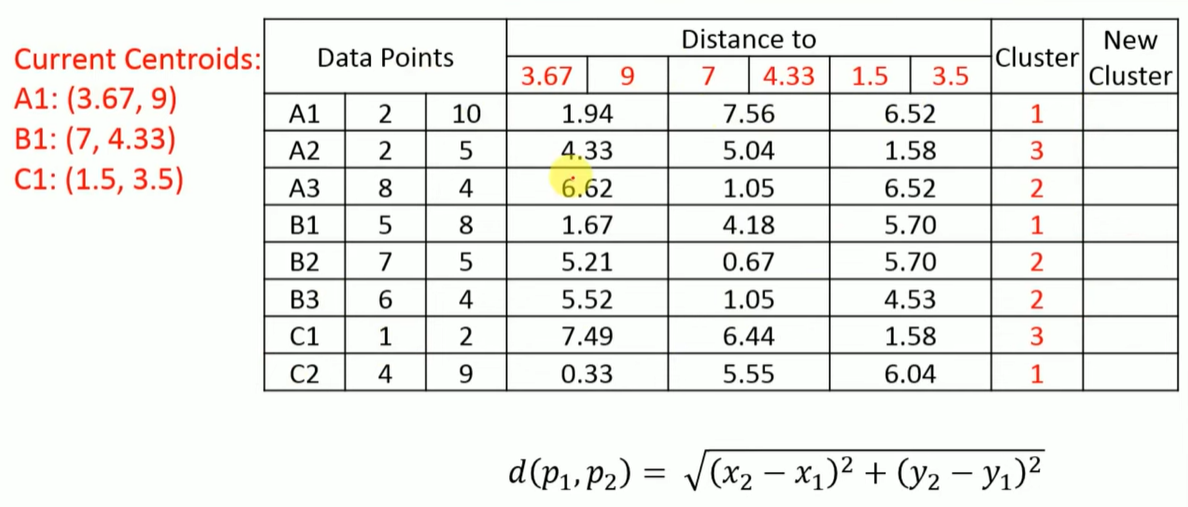 Current Centroids:
A1: (3.67, 9)
B1: (7, 4.33)
C1: (1.5, 3.5)
Data Points Distance to Cluster New Cluster
3.67 9 7 4.33 1.5 3.5
A1 2 10 1.94 7.56 6.52 1
A2 2 5 4.33 5.04 1.58 3
A3 8 4 6.62 1.05 6.52 2
B1 5 8 1.67 4.18 5.70 1
B2 7 5 5.21 0.67 5.70 2
B3 6 4 5.52 1.05 4.53 2
C1 1 2 7.49 6.44 1.58 3
C2 4 9 0.33 5.55 6.04 1
d(p₁, p₂) = √(x₂ − x₁)² + (y₂ − y₁)²